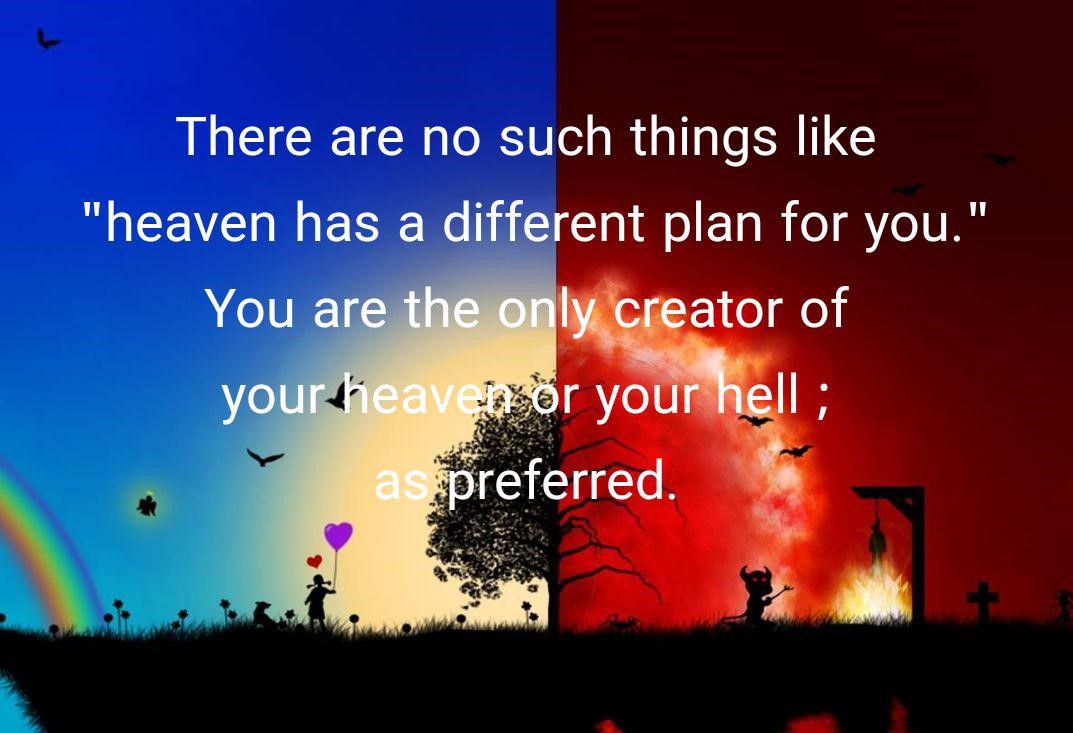 There are no such things like
"heaven has a different plan for you."
You are the only creator of
your heaven or your hell ;
as preferred.